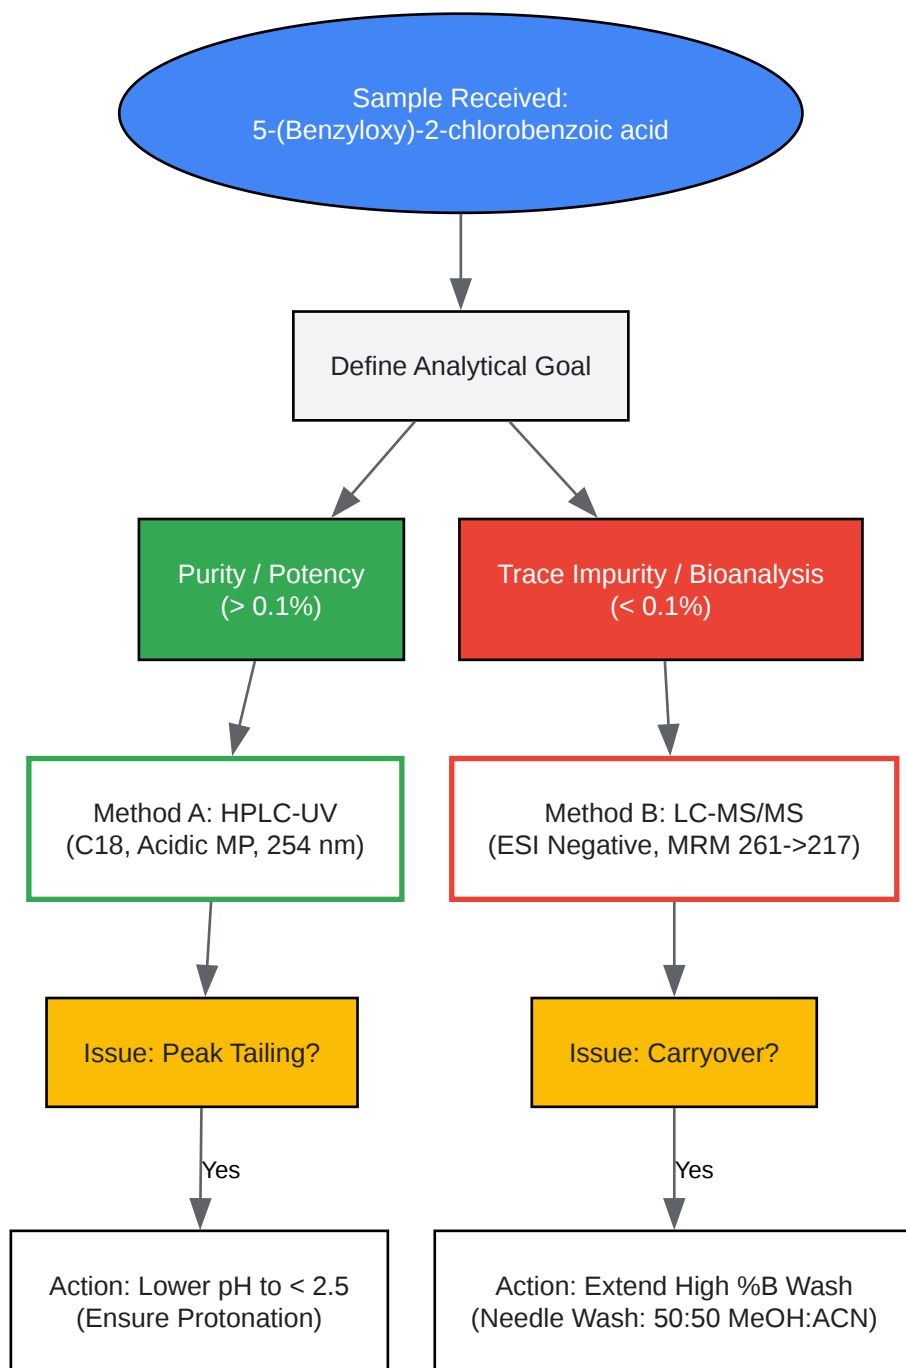 Sample Received:
5-(Benzyloxy)-2-chlorobenzoic acid
Define Analytical Goal
Purity / Potency
(> 0.1%)
Trace Impurity / Bioanalysis
(< 0.1%)
Method A: HPLC-UV
(C18, Acidic MP, 254 nm)
Method B: LC-MS/MS
(ESI Negative, MRM 261->217)
Issue: Peak Tailing?
Issue: Carryover?
Yes
Yes
Action: Lower pH to < 2.5
(Ensure Protonation)
Action: Extend High %B Wash
(Needle Wash: 50:50 MeOH:ACN)